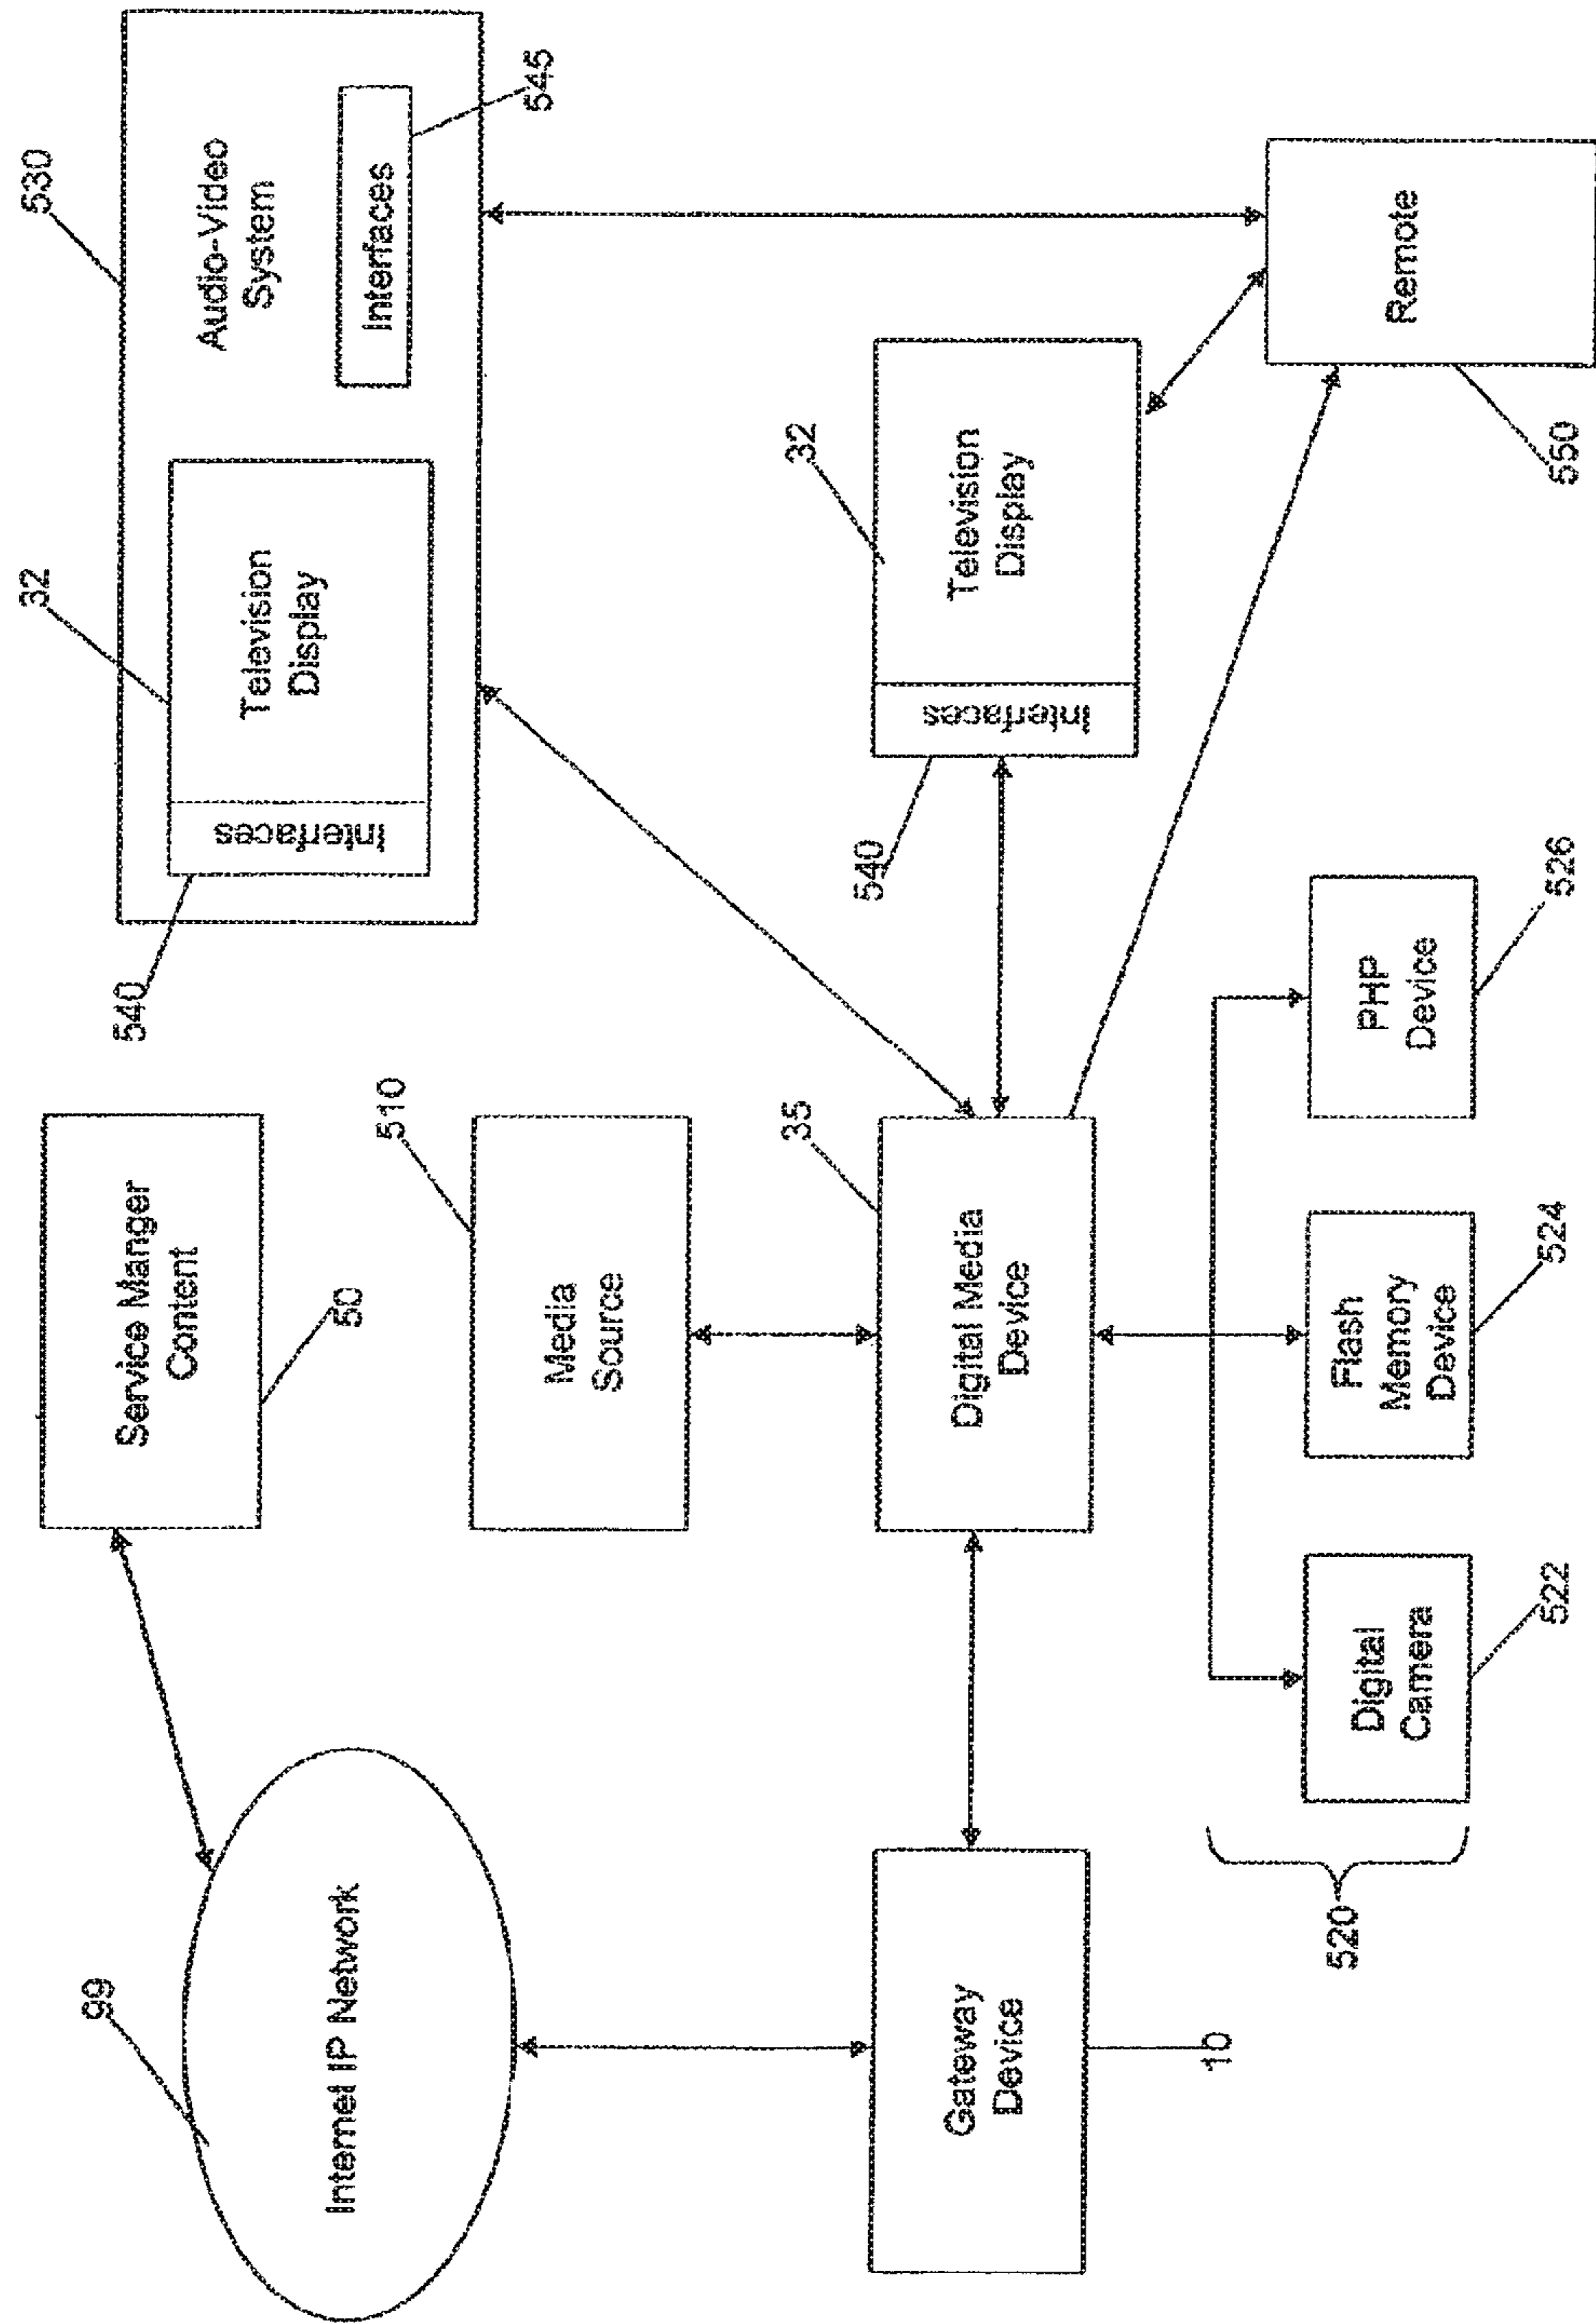 99
Internet IP Network
Service Manger
Content
50
32
530
Television
Display
Interfaces
540
Audio-Video
System
Interfaces
545
510
Media
Source
35
Digital Media
Device
Gateway
Device
10
32
Television
Display
Interfaces
540
520
Digital
Camera
522
Flash
Memory
Device
524
PHP
Device
526
Remote
550